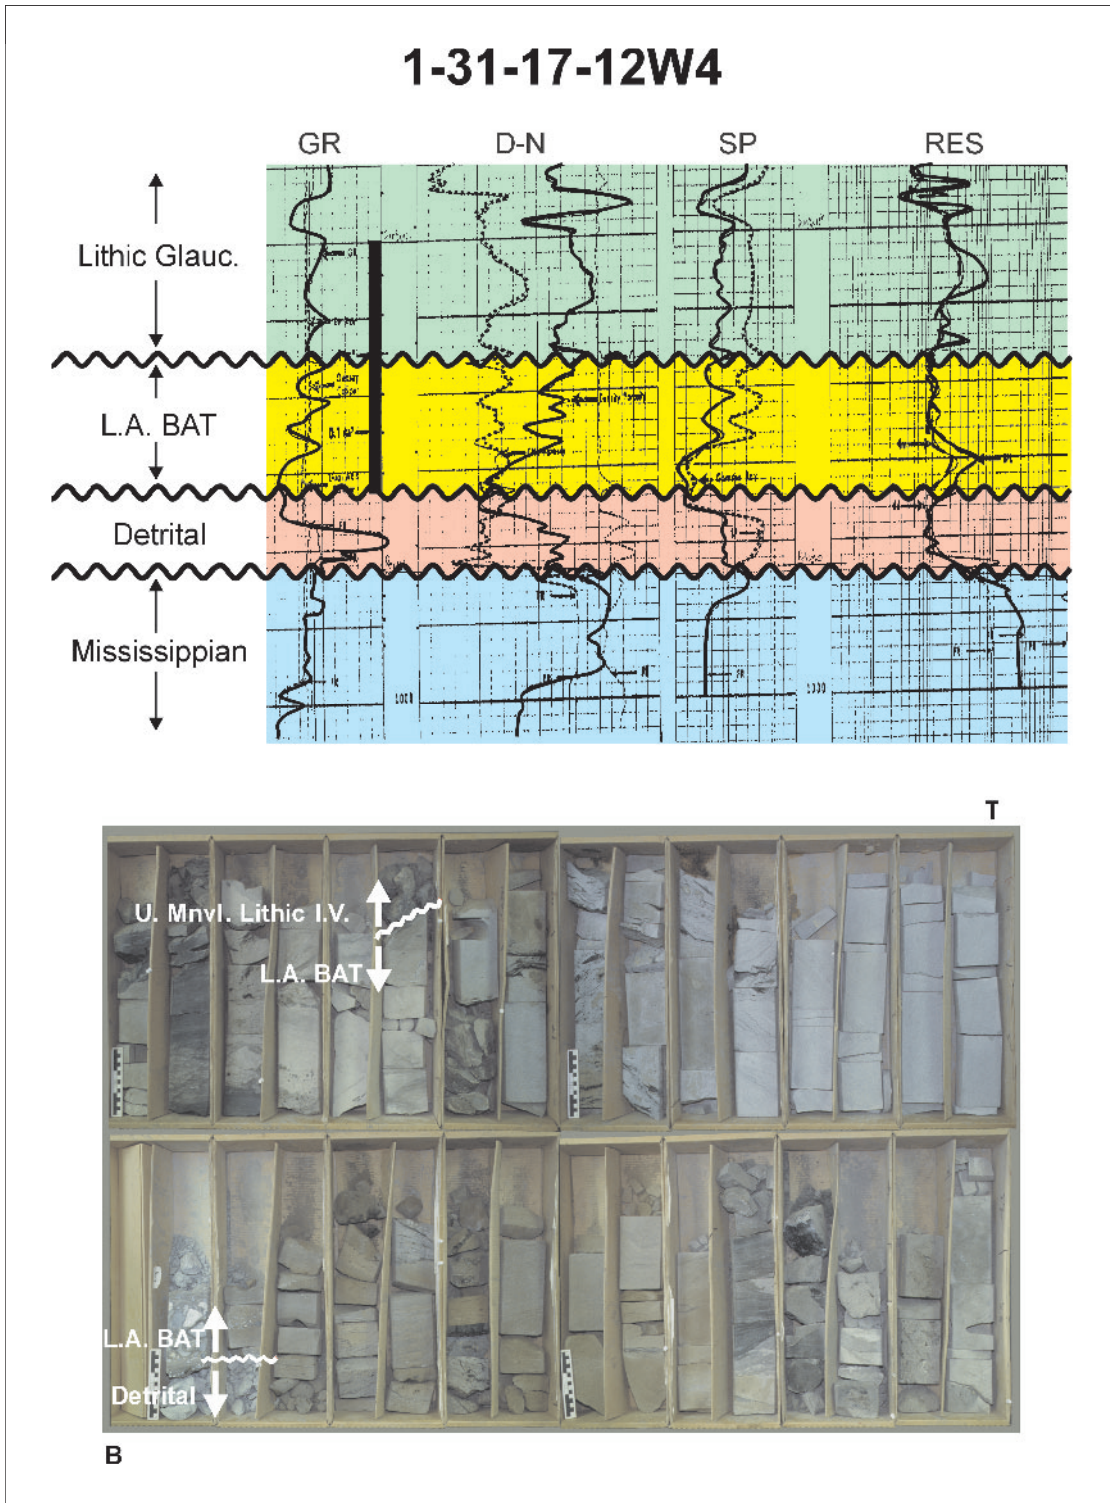 1-31-17-12W4
GR D-N SP RES
Lithic Glauc.
L.A. BAT
Detrital
Mississippian
T
U. Mnvl. Lithic I.V.
L.A. BAT
L.A. BAT
Detrital
B